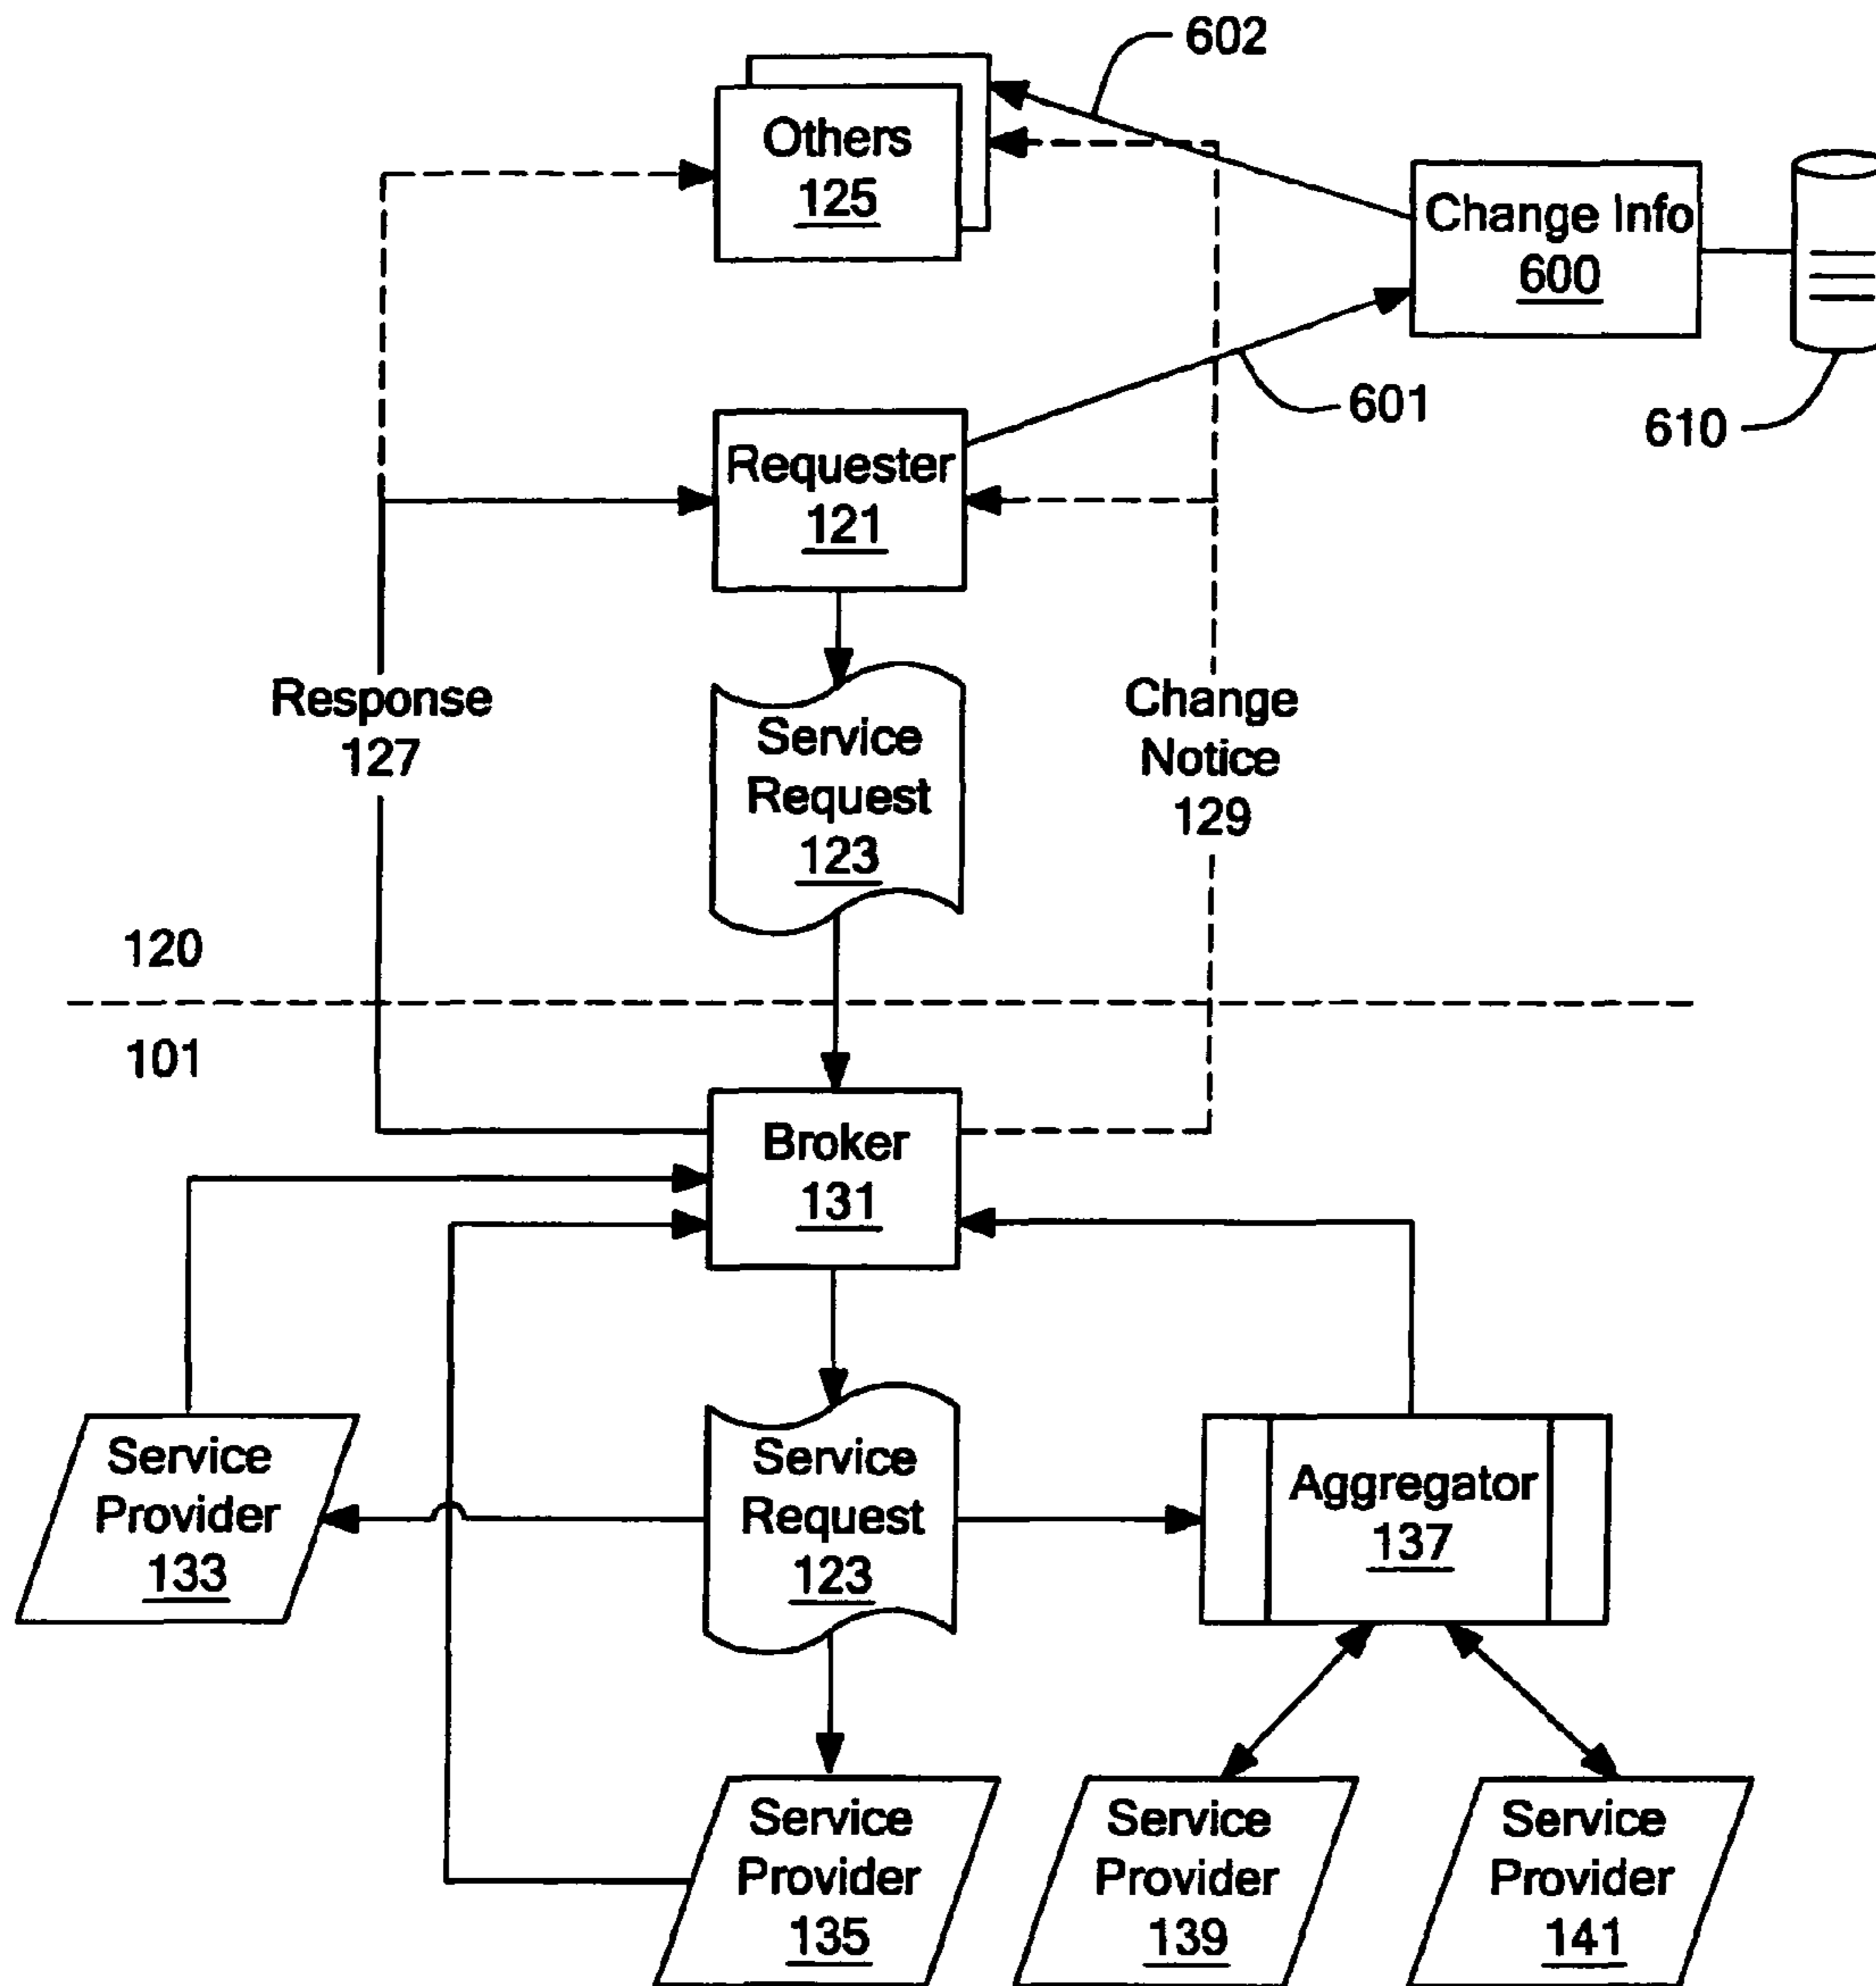 602
Others
125
Change Info
600
601
610
Requester
121
Response
127
Service
Request
123
Change
Notice
129
120
101
Broker
131
Service
Provider
133
Service
Request
123
Aggregator
137
Service
Provider
135
Service
Provider
139
Service
Provider
141